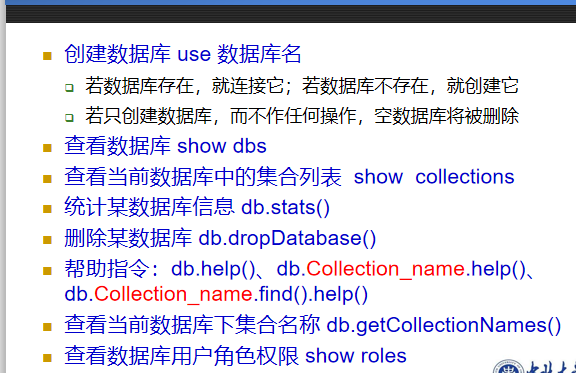 创建数据库 use 数据库名
若数据库存在，就连接它；若数据库不存在，就创建它
若只创建数据库，而不作任何操作，空数据库将被删除
查看数据库 show dbs
查看当前数据库中的集合列表 show collections
统计某数据库信息 db.stats()
删除某数据库 db.dropDatabase()
帮助指令：db.help()、db.Collection_name.help()、
db.Collection_name.find().help()
查看当前数据库下集合名称 db.getCollectionNames()
查看数据库用户角色权限 show roles